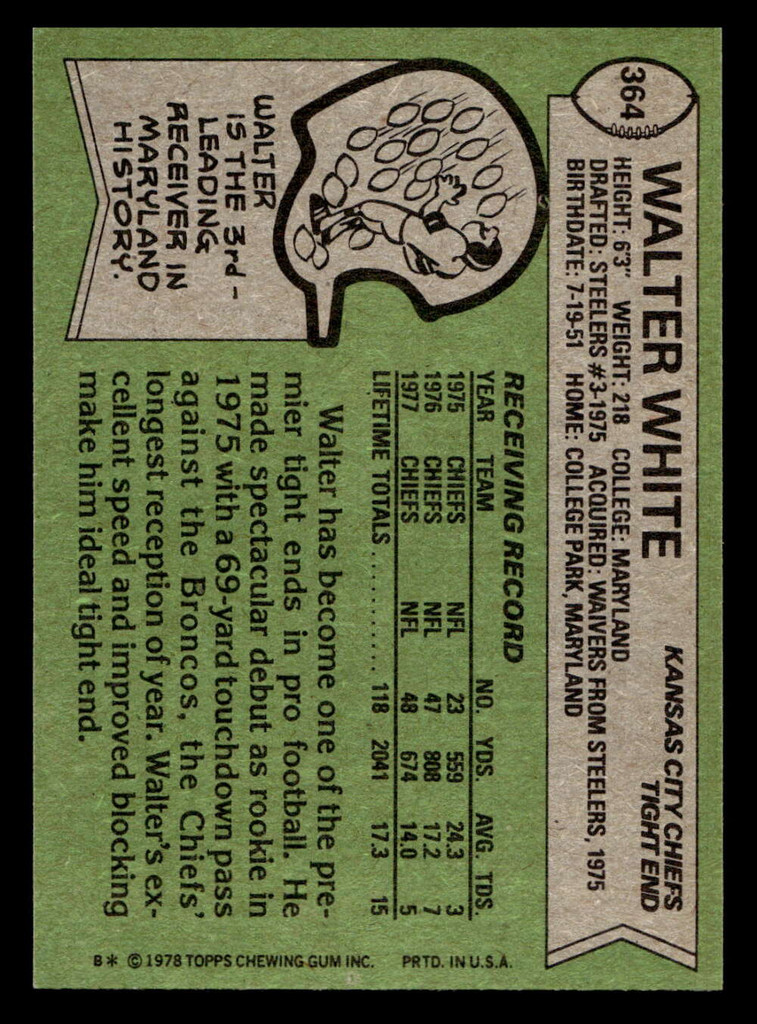 364
WALTER WHITE
KANSAS CITY CHIEFS
TIGHT END
HEIGHT: 6'3" WEIGHT: 218 COLLEGE: MARYLAND
DRAFTED: STEELERS #3-1975 ACQUIRED: WAIVERS FROM STEELERS, 1975
BIRTHDATE: 7-19-51 HOME: COLLEGE PARK, MARYLAND
WALTER
IS THE 3rd-
LEADING
RECEIVER IN
MARYLAND
HISTORY.
RECEIVING RECORD
YEAR TEAM NO. YDS. AVG. TDS.
1975 CHIEFS NFL 23 559 24.3 3
1976 CHIEFS NFL 47 808 17.2 7
1977 CHIEFS NFL 48 674 14.0 5
LIFETIME TOTALS ........... 118 2041 17.3 15
Walter has become one of the pre-
mier tight ends in pro football. He
made spectacular debut as rookie in
1975 with a 69-yard touchdown pass
against the Broncos, the Chiefs'
longest reception of year. Walter's ex-
cellent speed and improved blocking
make him ideal tight end.
B* © 1978 TOPPS CHEWING GUM INC. PRTD. IN U.S.A.